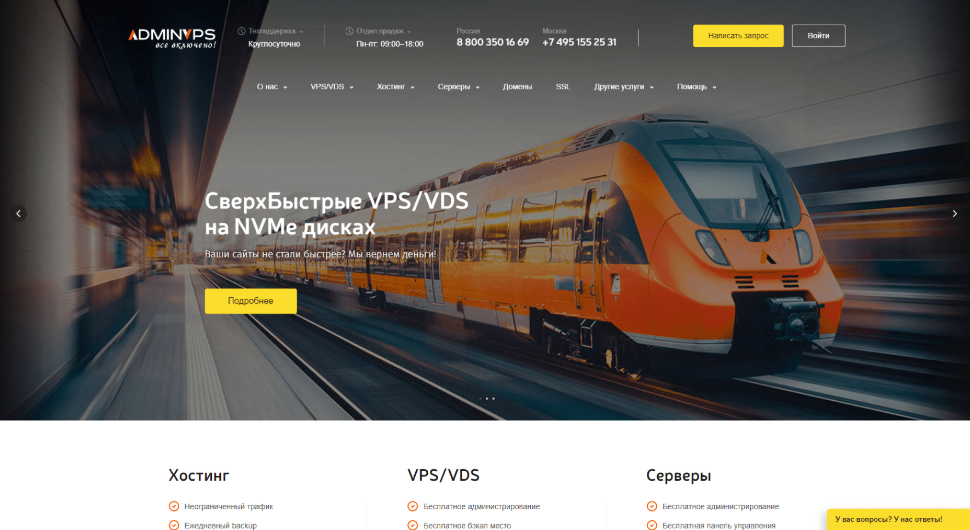 ADMINVPS
все включено!
Техподдержка
Круглосуточно
Отдел продаж
Пн-пт: 09:00–18:00
Россия
8 800 350 16 69
Москва
+7 495 155 25 31
Написать запрос
Войти
О нас
VPS/VDS
Хостинг
Серверы
Домены
SSL
Другие услуги
Помощь
СверхБыстрые VPS/VDS
на NVMe дисках
Ваши сайты не стали быстрее? Мы вернем деньги!
Подробнее
Хостинг
Неограниченный трафик
Ежедневный backup
VPS/VDS
Бесплатное администрирование
Бесплатное бэкап место
Серверы
Бесплатное администрирование
Бесплатная панель управления
У вас вопросы? У нас ответы!